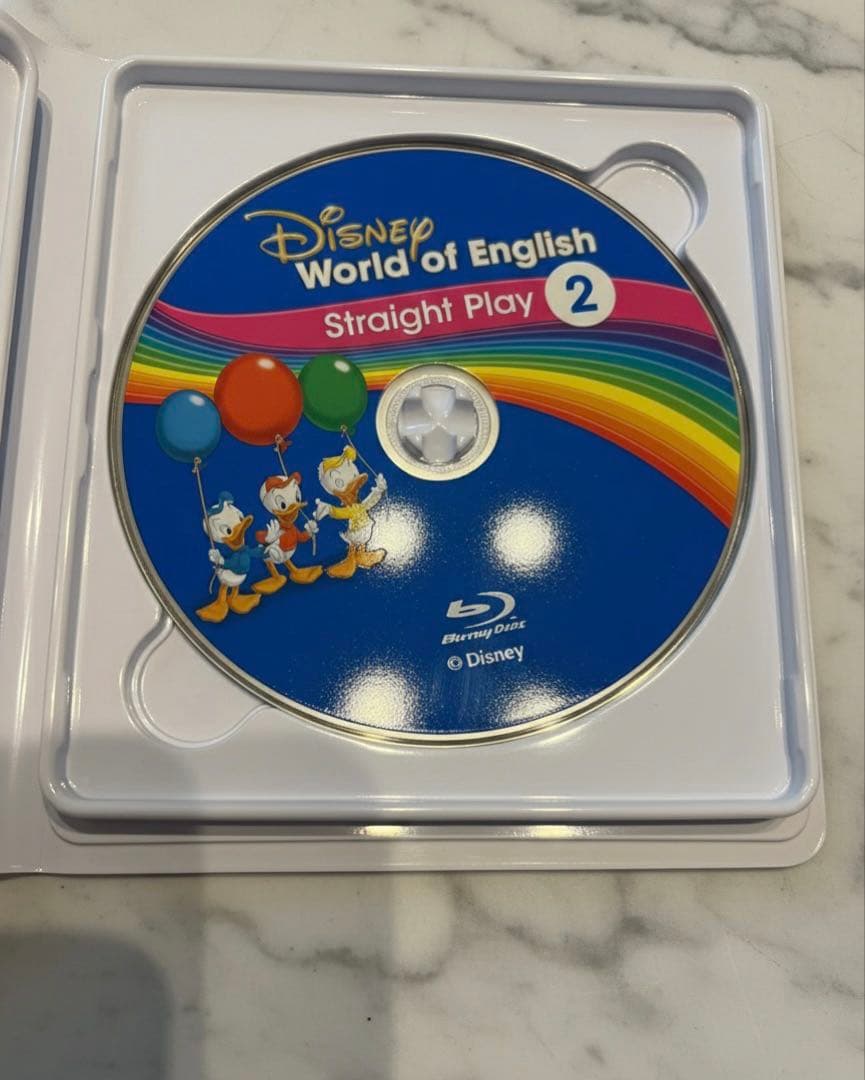 Disney
World of English
Straight Play 2
Blu-ray Disc
© Disney